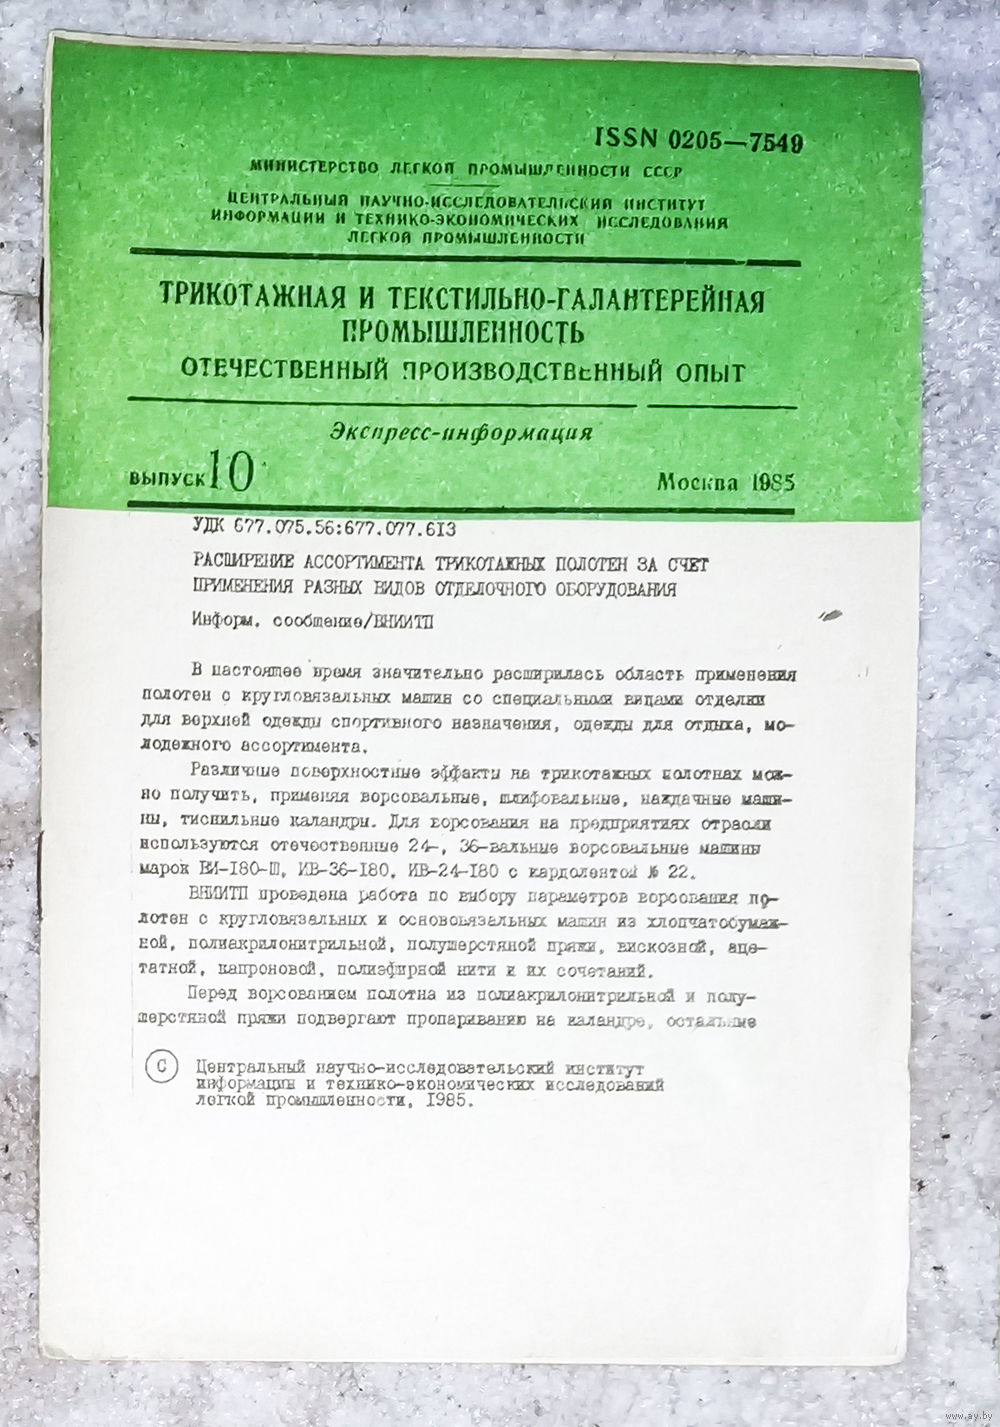 ISSN 0205—7549
МИНИСТЕРСТВО ЛЕГКОЙ ПРОМЫШЛЕННОСТИ СССР
ЦЕНТРАЛЬНЫЙ НАУЧНО-ИССЛЕДОВАТЕЛЬСКИЙ ИНСТИТУТ
ИНФОРМАЦИИ И ТЕХНИКО-ЭКОНОМИЧЕСКИХ ИССЛЕДОВАНИЯ
ЛЕГКОЙ ПРОМЫШЛЕННОСТИ
ТРИКОТАЖНАЯ И ТЕКСТИЛЬНО-ГАЛАНТЕРЕЙНАЯ
ПРОМЫШЛЕННОСТЬ
ОТЕЧЕСТВЕННЫЙ ПРОИЗВОДСТВЕННЫЙ ОПЫТ
Экспресс-информация
ВЫПУСК 10 Москва 1985
УДК 677.075.56:677.077.613
РАСШИРЕНИЕ АССОРТИМЕНТА ТРИКОТАЖНЫХ ПОЛОТЕН ЗА СЧЕТ
ПРИМЕНЕНИЯ РАЗНЫХ ВИДОВ ОТДЕЛОЧНОГО ОБОРУДОВАНИЯ
Информ. сообщение/ВНИИТП
В настоящее время значительно расширилась область применения
полотен с кругловязальных машин со специальными видами отделки
для верхней одежды спортивного назначения, одежды для отдыха, мо-
лодежного ассортимента.
Различные поверхностные эффекты на трикотажных полотнах мож-
но получить, применяя ворсовальные, шлифовальные, наждачные маши-
ны, тиснильные каландры. Для ворсования на предприятиях отрасли
используются отечественные 24-, 36-вальные ворсовальные машины
марок ВИ-180-Ш, ИВ-36-180, ИВ-24-180 с кардолентой № 22.
ВНИИТП проведена работа по выбору параметров ворсования по-
лотен с кругловязальных и основовязальных машин из хлопчатобумаж-
ной, полиакрилонитрильной, полушерстяной пряжи, вискозной, аце-
татной, капроновой, полиэфирной нити и их сочетаний.
Перед ворсованием полотна из полиакрилонитрильной и полу-
шерстяной пряжи подвергают пропариванию на каландре, остальные
С Центральный научно-исследовательский институт
информации и технико-экономических исследований
легкой промышленности, 1985.
www.ay.by